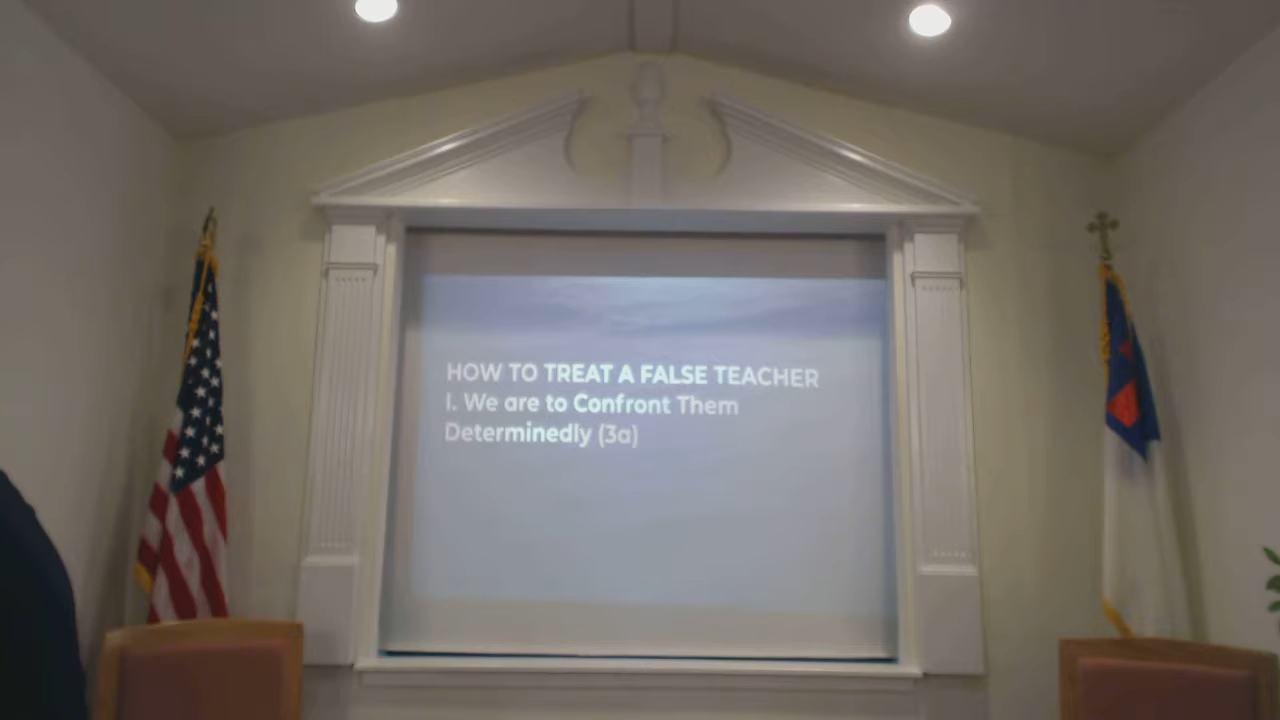 HOW TO TREAT A FALSE TEACHER
I. We are to Confront Them
Determinedly (3a)